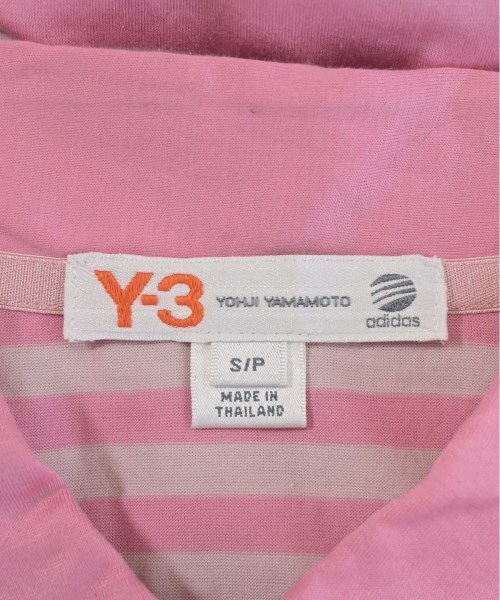 Y-3 YOHJI YAMAMOTO adidas
S/P
MADE IN
THAILAND